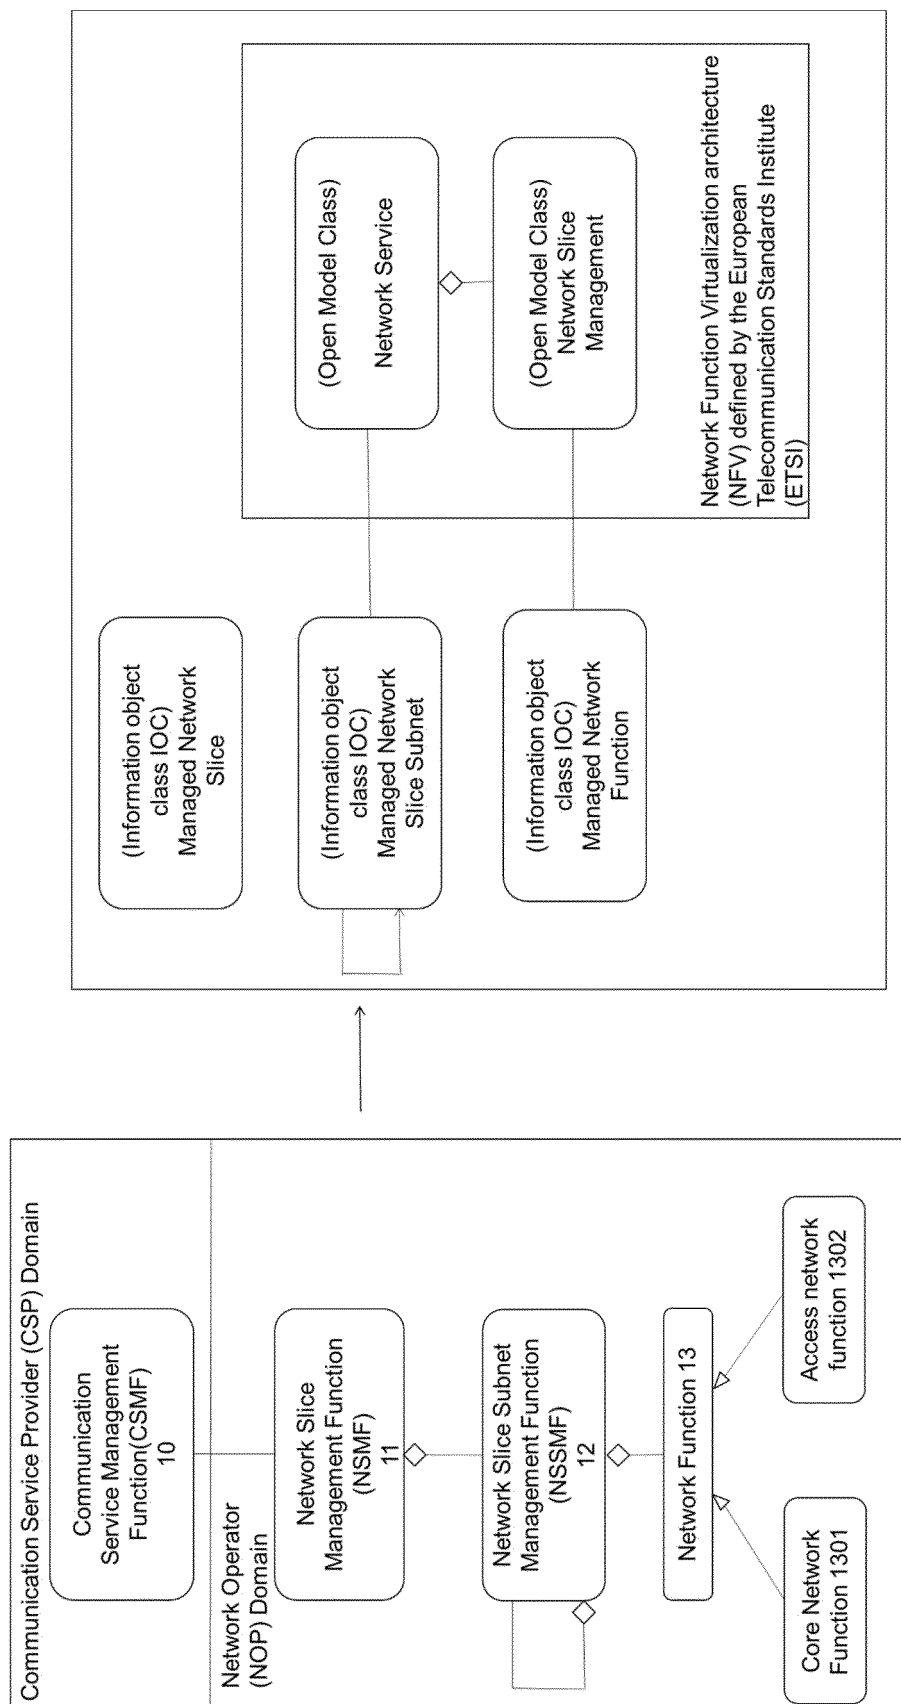 Communication Service Provider (CSP) Domain
Communication
Service Management
Function(CSMF)
10
Network Operator
(NOP) Domain
Network Slice
Management Function
(NSMF)
11
Network Slice Subnet
Management Function
(NSSMF)
12
Network Function 13
Core Network
Function 1301
Access network
function 1302
(Information object
class IOC)
Managed Network
Slice
(Information object
class IOC)
Managed Network
Slice Subnet
(Information object
class IOC)
Managed Network
Function
(Open Model Class)
Network Service
(Open Model Class)
Network Slice
Management
Network Function Virtualization architecture
(NFV) defined by the European
Telecommunication Standards Institute
(ETSI)